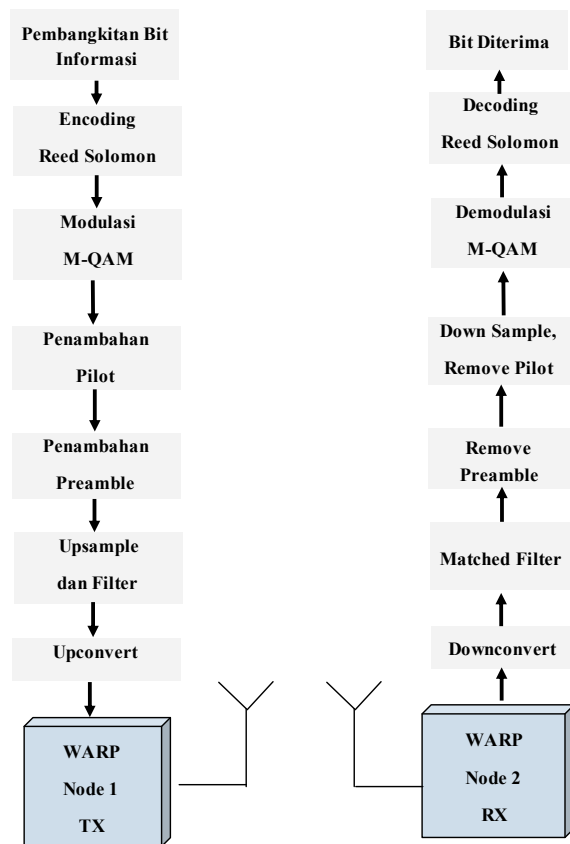 Pembangkitan Bit
Informasi
Encoding
Reed Solomon
Modulasi
M-QAM
Penambahan
Pilot
Penambahan
Preamble
Upsample
dan Filter
Upconvert
WARP
Node 1
TX
Bit Diterima
Decoding
Reed Solomon
Demodulasi
M-QAM
Down Sample,
Remove Pilot
Remove
Preamble
Matched Filter
Downconvert
WARP
Node 2
RX